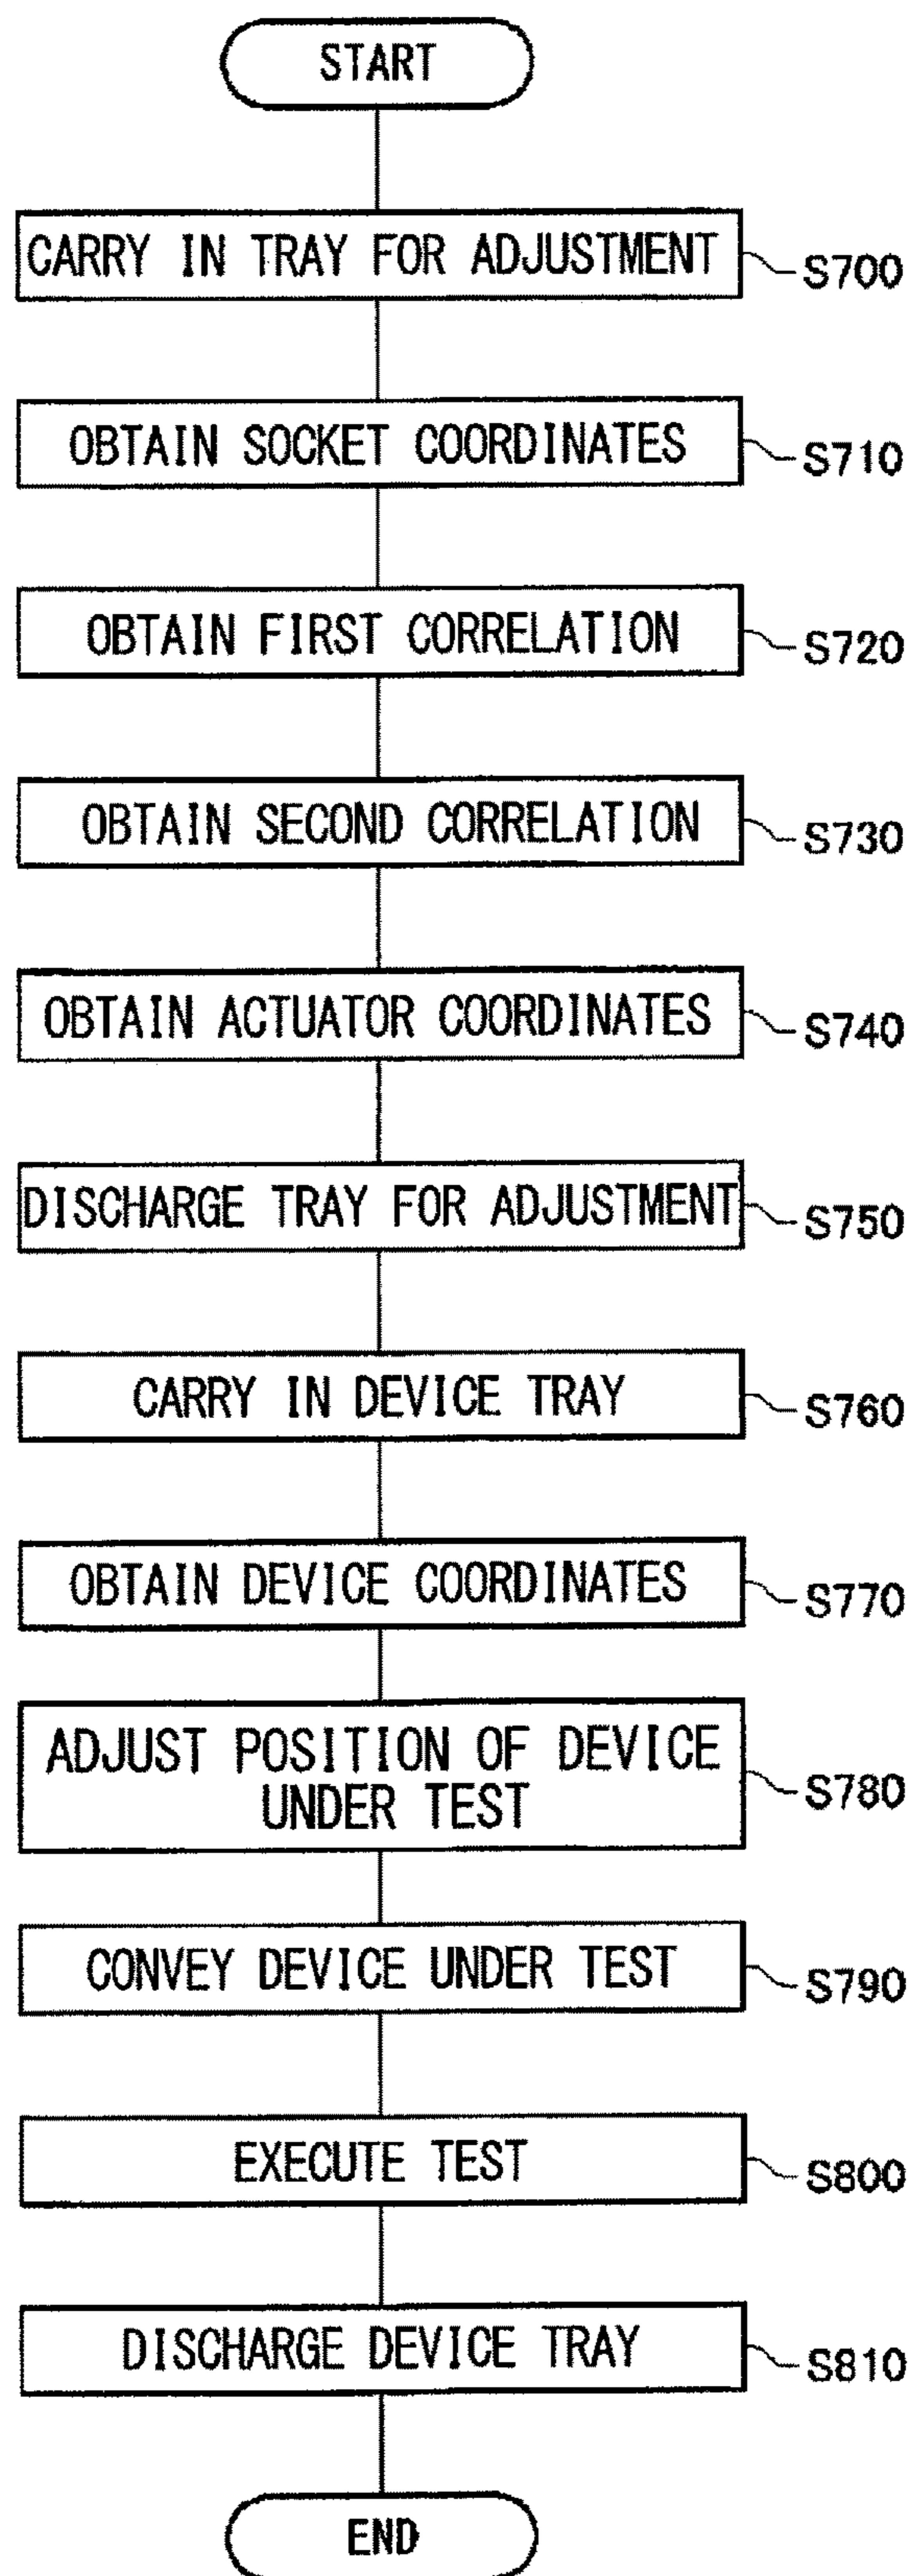 START
CARRY IN TRAY FOR ADJUSTMENT
S700
OBTAIN SOCKET COORDINATES
S710
OBTAIN FIRST CORRELATION
S720
OBTAIN SECOND CORRELATION
S730
OBTAIN ACTUATOR COORDINATES
S740
DISCHARGE TRAY FOR ADJUSTMENT
S750
CARRY IN DEVICE TRAY
S760
OBTAIN DEVICE COORDINATES
S770
ADJUST POSITION OF DEVICE
UNDER TEST
S780
CONVEY DEVICE UNDER TEST
S790
EXECUTE TEST
S800
DISCHARGE DEVICE TRAY
S810
END